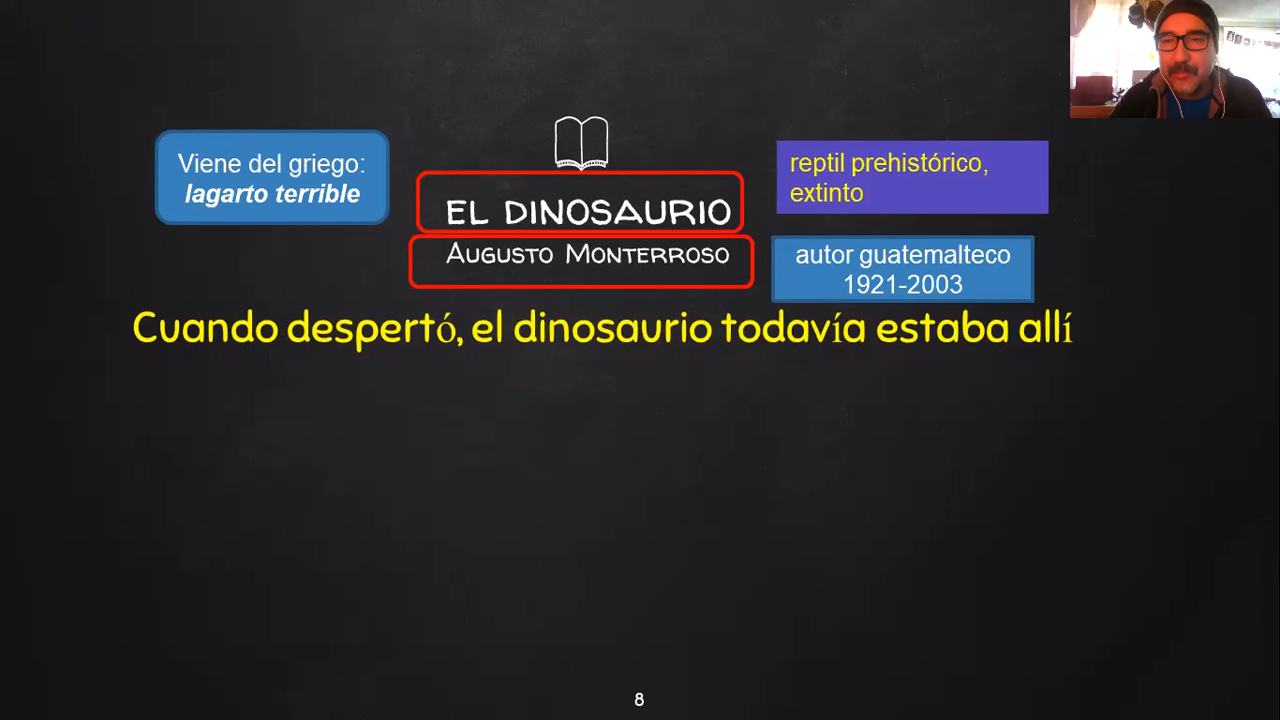 Viene del griego:
lagarto terrible
EL DINOSAURIO
AUGUSTO MONTERROSO
reptil prehistórico,
extinto
autor guatemalteco
1921-2003
Cuando despertó, el dinosaurio todavía estaba allí
8